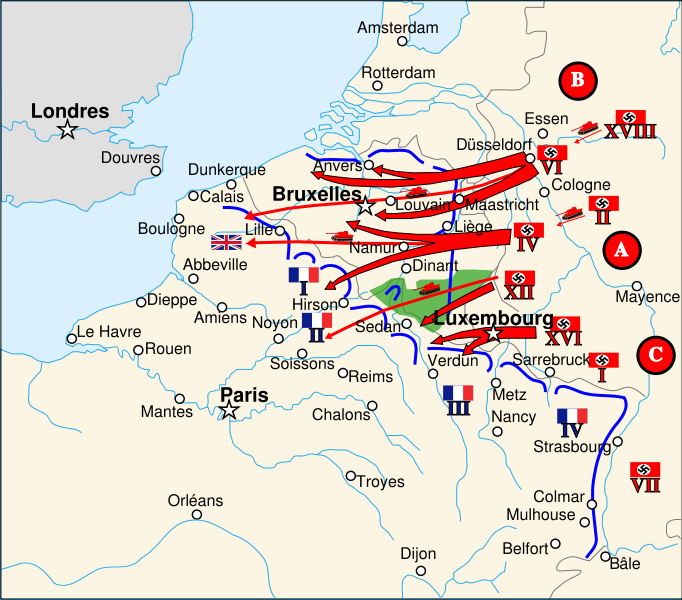 Amsterdam
Rotterdam
B
Londres
Essen
XVIII
Douvres
Düsseldorf
VI
Anvers
Dunkerque
Calais
Bruxelles
Louvain
Maastricht
Cologne
II
Boulogne
Lille
Liège
IV
Namur
A
Abbeville
Dinant
I
XII
Mayence
Dieppe
Hirson
Amiens
Noyon
II
Sedan
Luxembourg
XVI
Le Havre
Rouen
Soissons
Verdun
Sarrebruck
I
C
Reims
Mantes
Paris
Chalons
III
Metz
Nancy
IV
Strasbourg
Troyes
VII
Orléans
Colmar
Mulhouse
Dijon
Belfort
Bâle